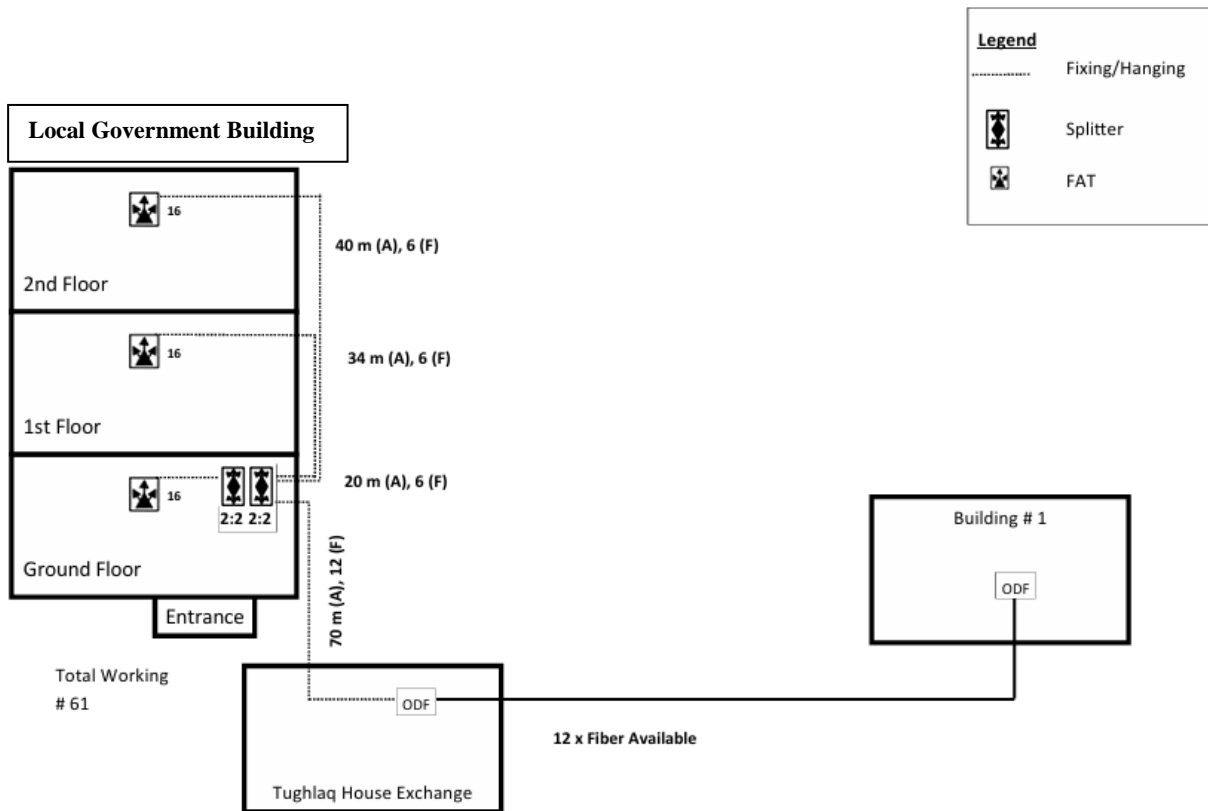 Legend
Fixing/Hanging
Splitter
FAT
Local Government Building
16
40 m (A), 6 (F)
2nd Floor
16
34 m (A), 6 (F)
1st Floor
16
2:2 2:2
20 m (A), 6 (F)
Ground Floor
70 m (A), 12 (F)
Entrance
Building # 1
ODF
Total Working
# 61
ODF
12 x Fiber Available
Tughlaq House Exchange